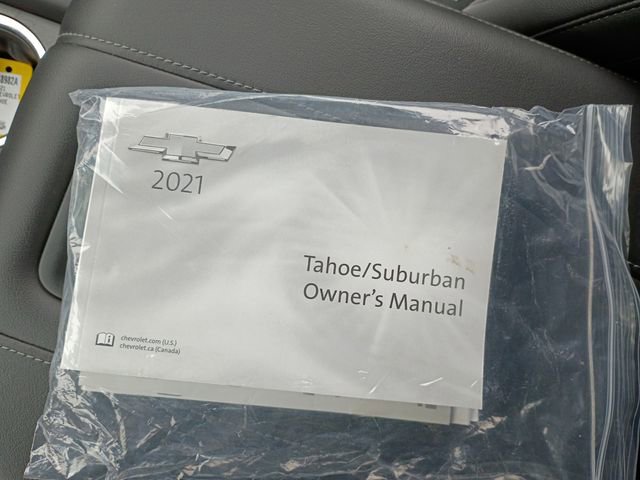 2021
Tahoe/Suburban
Owner's Manual
chevrolet.com (U.S.)
chevrolet.ca (Canada)